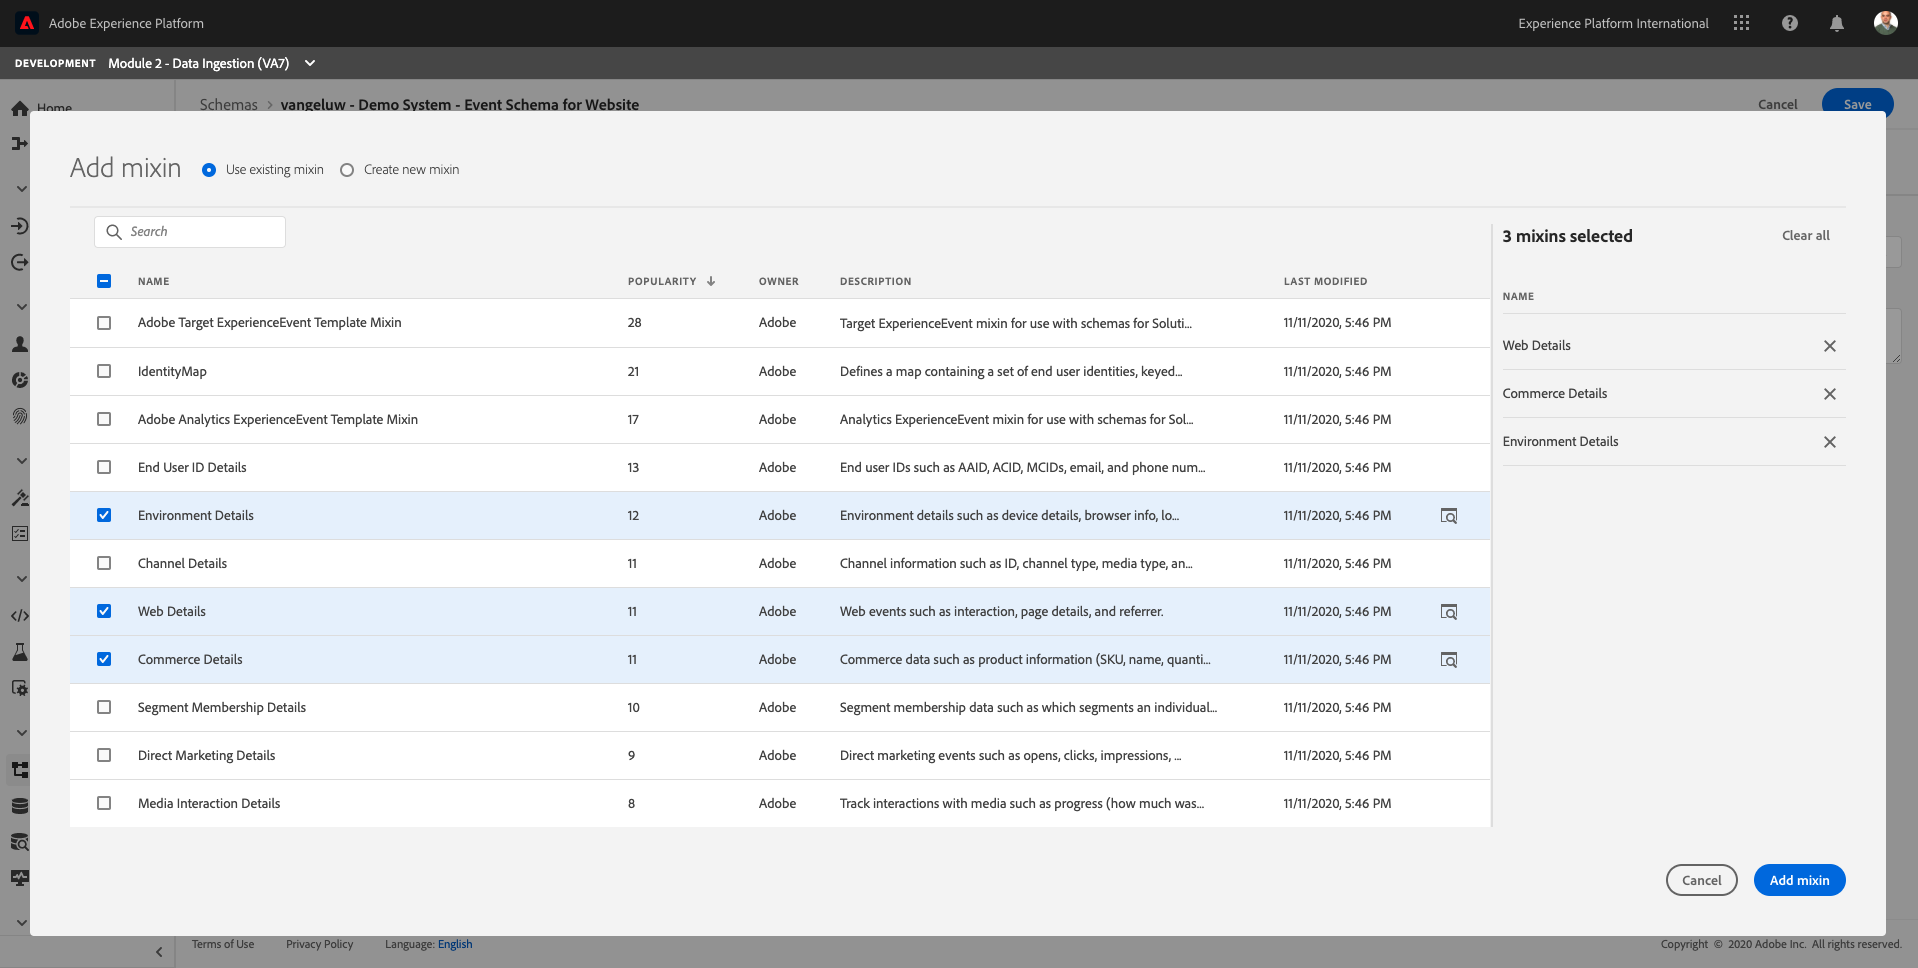 Adobe Experience Platform
Experience Platform International
DEVELOPMENT Module 2 - Data Ingestion (VA7)
Home
Schemas > vangeluw - Demo System - Event Schema for Website
Cancel Save
Add mixin Use existing mixin Create new mixin
Search
3 mixins selected Clear all
NAME POPULARITY ↓ OWNER DESCRIPTION LAST MODIFIED
Adobe Target ExperienceEvent Template Mixin 28 Adobe Target ExperienceEvent mixin for use with schemas for Soluti... 11/11/2020, 5:46 PM
IdentityMap 21 Adobe Defines a map containing a set of end user identities, keyed... 11/11/2020, 5:46 PM
Adobe Analytics ExperienceEvent Template Mixin 17 Adobe Analytics ExperienceEvent mixin for use with schemas for Sol... 11/11/2020, 5:46 PM
End User ID Details 13 Adobe End user IDs such as AAID, ACID, MCIDs, email, and phone num... 11/11/2020, 5:46 PM
Environment Details 12 Adobe Environment details such as device details, browser info, lo... 11/11/2020, 5:46 PM
Channel Details 11 Adobe Channel information such as ID, channel type, media type, an... 11/11/2020, 5:46 PM
Web Details 11 Adobe Web events such as interaction, page details, and referrer. 11/11/2020, 5:46 PM
Commerce Details 11 Adobe Commerce data such as product information (SKU, name, quanti... 11/11/2020, 5:46 PM
Segment Membership Details 10 Adobe Segment membership data such as which segments an individual... 11/11/2020, 5:46 PM
Direct Marketing Details 9 Adobe Direct marketing events such as opens, clicks, impressions, ... 11/11/2020, 5:46 PM
Media Interaction Details 8 Adobe Track interactions with media such as progress (how much was... 11/11/2020, 5:46 PM
NAME
Web Details
Commerce Details
Environment Details
Cancel Add mixin
Terms of Use Privacy Policy Language: English
Copyright © 2020 Adobe Inc. All rights reserved.